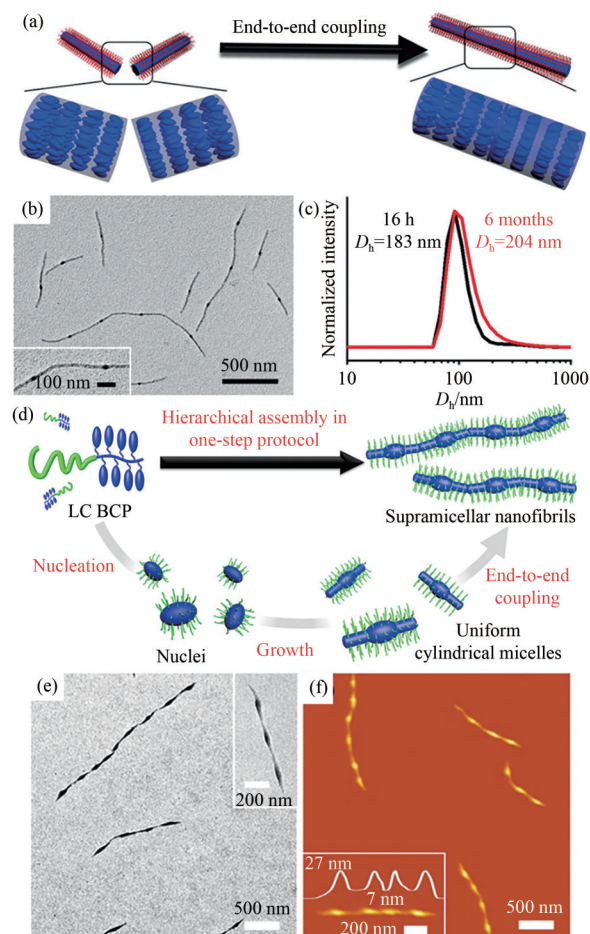 (a)
End-to-end coupling
(b)
500 nm
100 nm
(c)
Normalized intensity
16 h
Dh=183 nm
6 months
Dh=204 nm
10
100
1000
Dh/nm
(d)
Hierarchical assembly in
one-step protocol
LC BCP
Supramicellar nanofibrils
Nucleation
End-to-end
coupling
Nuclei
Growth
Uniform
cylindrical micelles
(e)
200 nm
500 nm
(f)
27 nm
7 nm
200 nm
500 nm